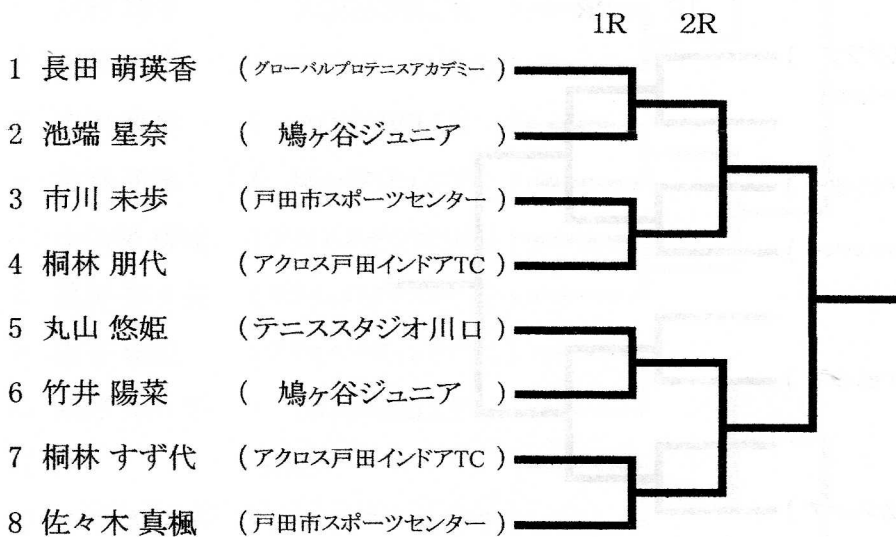 1R 2R
1 長田 萌瑛香 (グローバルプロテニスアカデミー)
2 池端 星奈 ( 鳩ヶ谷ジュニア )
3 市川 未歩 (戸田市スポーツセンター)
4 桐林 朋代 (アクロス戸田インドアTC)
5 丸山 悠姫 (テニススタジオ川口)
6 竹井 陽菜 ( 鳩ヶ谷ジュニア )
7 桐林 すず代 (アクロス戸田インドアTC)
8 佐々木 真楓 (戸田市スポーツセンター)